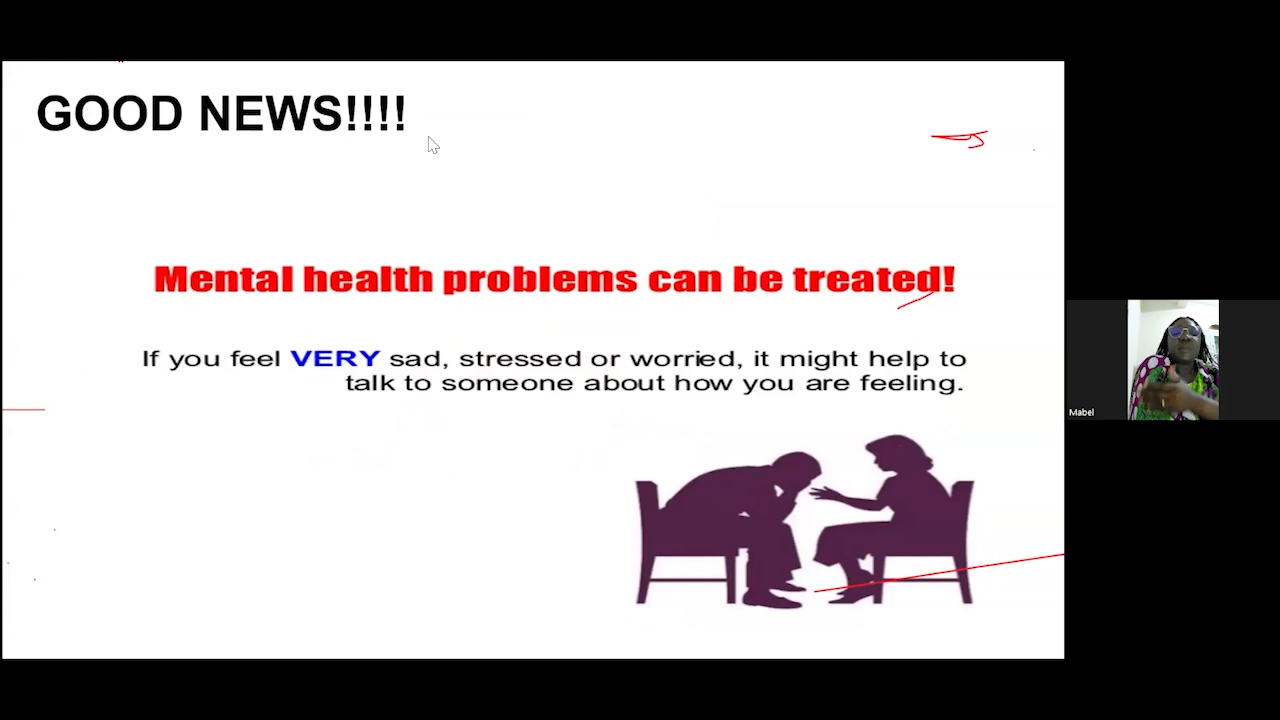 GOOD NEWS!!!!
Mental health problems can be treated!
If you feel VERY sad, stressed or worried, it might help to
talk to someone about how you are feeling.
Mabel